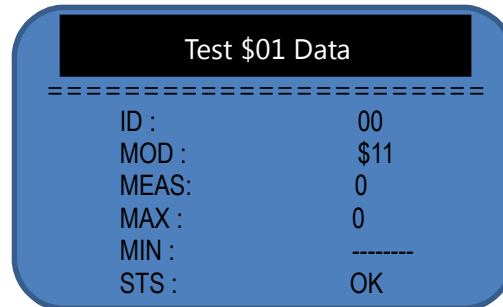 Test $01 Data
=======================
ID : 00
MOD : $11
MEAS: 0
MAX : 0
MIN : --------
STS : OK